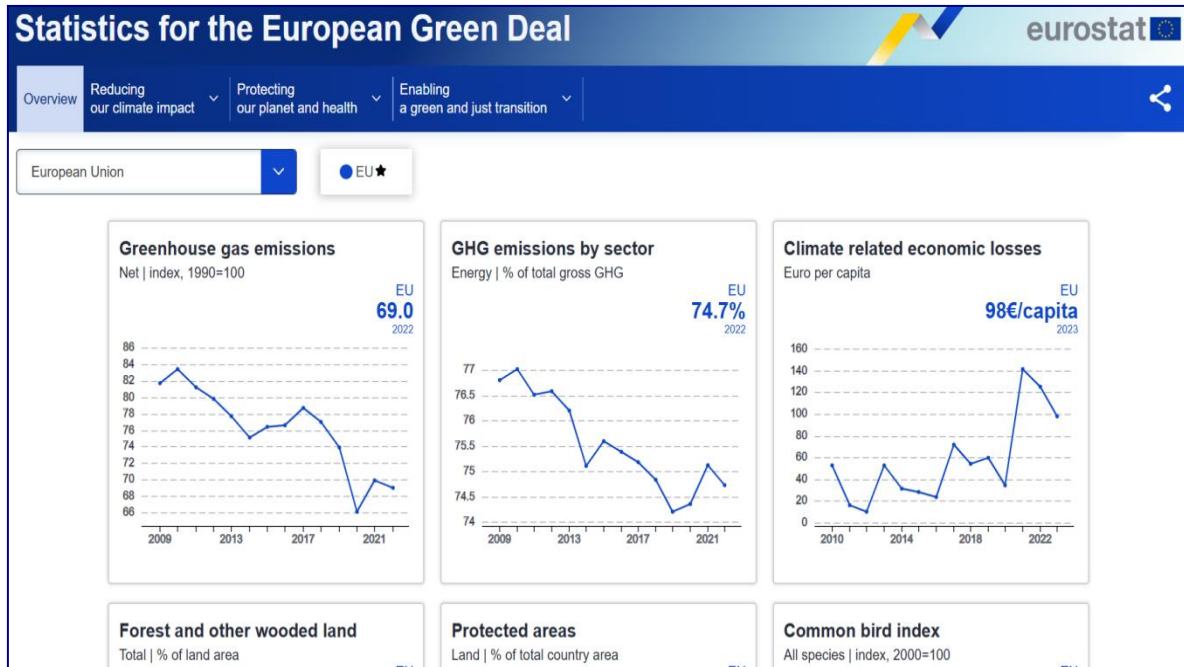 Statistics for the European Green Deal
eurostat
Overview
Reducing
our climate impact
Protecting
our planet and health
Enabling
a green and just transition
European Union
EU★
Greenhouse gas emissions
Net | index, 1990=100
EU
69.0
2022
86
84
82
80
78
76
74
72
70
68
66
2009
2013
2017
2021
GHG emissions by sector
Energy | % of total gross GHG
EU
74.7%
2022
77
76.5
76
75.5
75
74.5
74
2009
2013
2017
2021
Climate related economic losses
Euro per capita
EU
98€/capita
2023
160
140
120
100
80
60
40
20
0
2010
2014
2018
2022
Forest and other wooded land
Total | % of land area
Protected areas
Land | % of total country area
Common bird index
All species | index, 2000=100